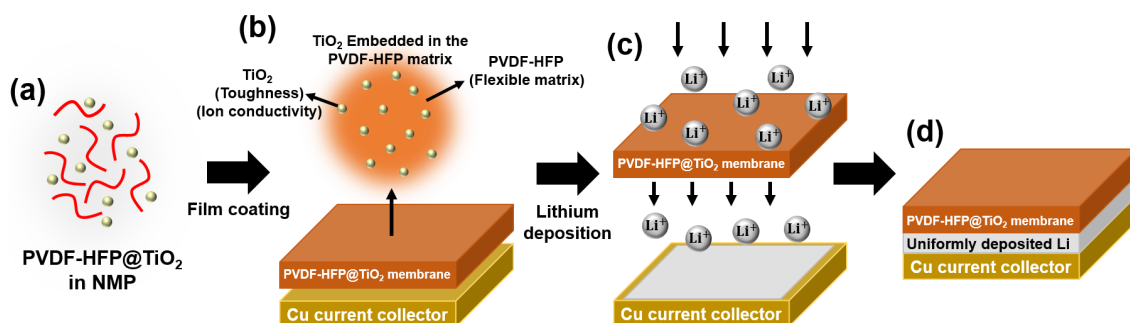 (a)
PVDF-HFP@TiO₂
in NMP
Film coating
(b)
TiO₂ Embedded in the
PVDF-HFP matrix
TiO₂
(Toughness)
(Ion conductivity)
PVDF-HFP
(Flexible matrix)
PVDF-HFP@TiO₂ membrane
Cu current collector
Lithium
deposition
(c)
Li⁺
Li⁺
Li⁺
Li⁺
Li⁺
Li⁺
Li⁺
PVDF-HFP@TiO₂ membrane
Li⁺
Li⁺
Li⁺
Li⁺
Cu current collector
(d)
PVDF-HFP@TiO₂ membrane
Uniformly deposited Li
Cu current collector